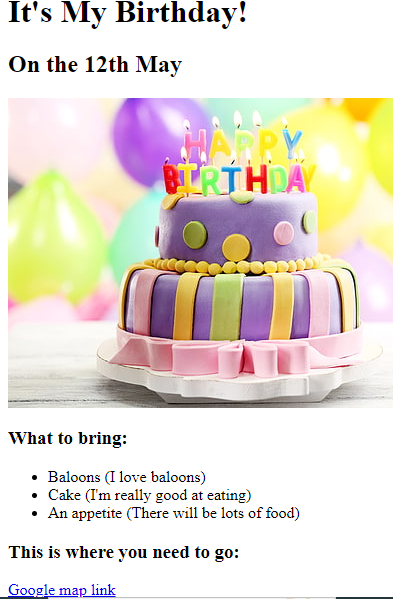 It's My Birthday!
On the 12th May
HAPPY
BIRTHDAY
What to bring:
Baloons (I love baloons)
Cake (I'm really good at eating)
An appetite (There will be lots of food)
This is where you need to go:
Google map link